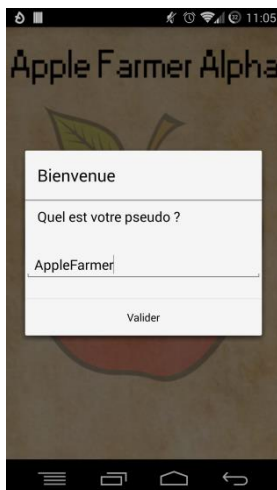 11:05
Apple Farmer Alpha
Bienvenue
Quel est votre pseudo ?
AppleFarmer
Valider